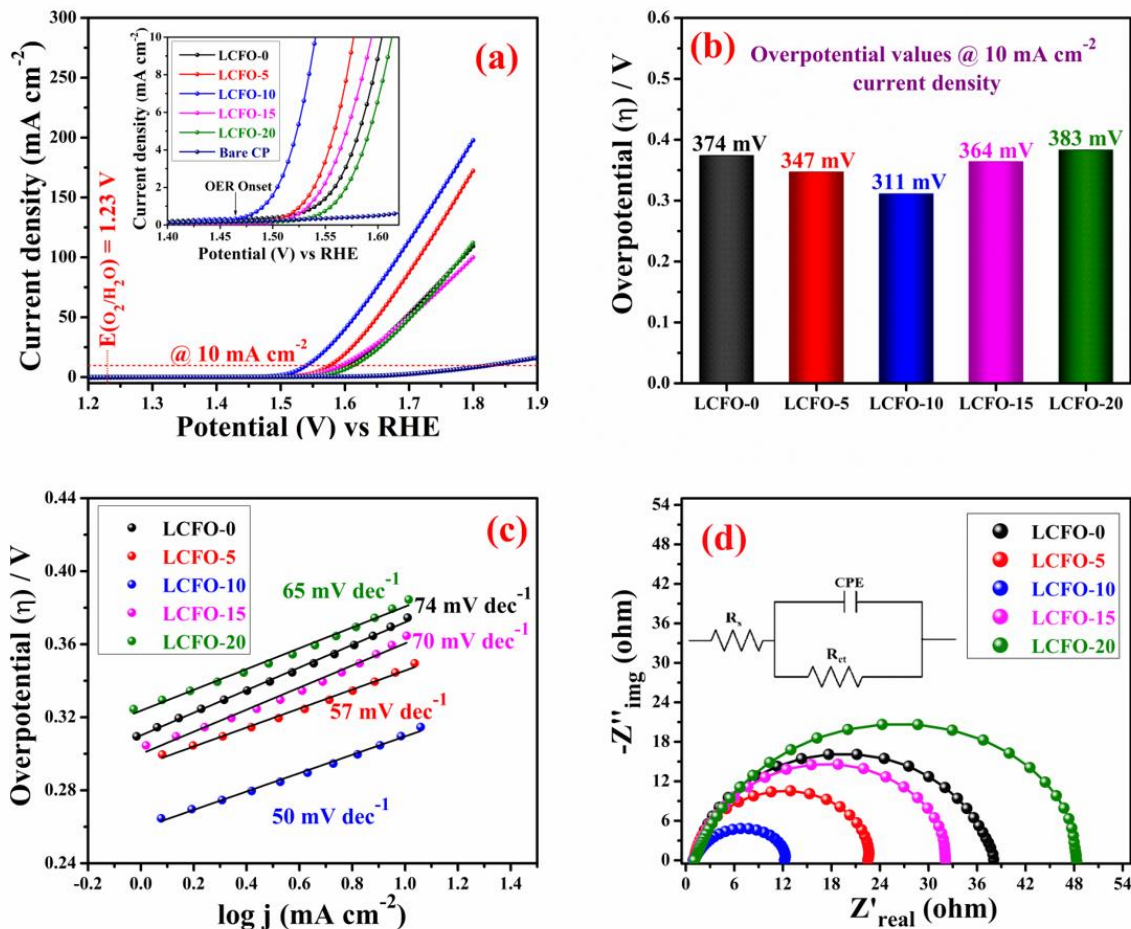 (a)
Current density (mA cm⁻²)
300
250
200
150
100
50
0
1.2 1.3 1.4 1.5 1.6 1.7 1.8 1.9
Potential (V) vs RHE
E(O₂/H₂O) = 1.23 V
@ 10 mA cm⁻²
Current density (mA cm⁻²)
10
8
6
4
2
0
LCFO-0
LCFO-5
LCFO-10
LCFO-15
LCFO-20
Bare CP
OER Onset
1.40 1.45 1.50 1.55 1.60
Potential (V) vs RHE
(b)
Overpotential values @ 10 mA cm⁻²
current density
Overpotential (η) / V
0.6
0.5
0.4
0.3
0.2
0.1
0.0
374 mV
347 mV
311 mV
364 mV
383 mV
LCFO-0 LCFO-5 LCFO-10 LCFO-15 LCFO-20
(c)
Overpotential (η) / V
0.44
0.40
0.36
0.32
0.28
0.24
LCFO-0
LCFO-5
LCFO-10
LCFO-15
LCFO-20
65 mV dec⁻¹
74 mV dec⁻¹
70 mV dec⁻¹
57 mV dec⁻¹
50 mV dec⁻¹
-0.2 0.0 0.2 0.4 0.6 0.8 1.0 1.2 1.4
log j (mA cm⁻²)
(d)
-Z''img (ohm)
54
48
42
36
30
24
18
12
6
0
LCFO-0
LCFO-5
LCFO-10
LCFO-15
LCFO-20
CPE
Rs
Rct
0 6 12 18 24 30 36 42 48 54
Z'real (ohm)